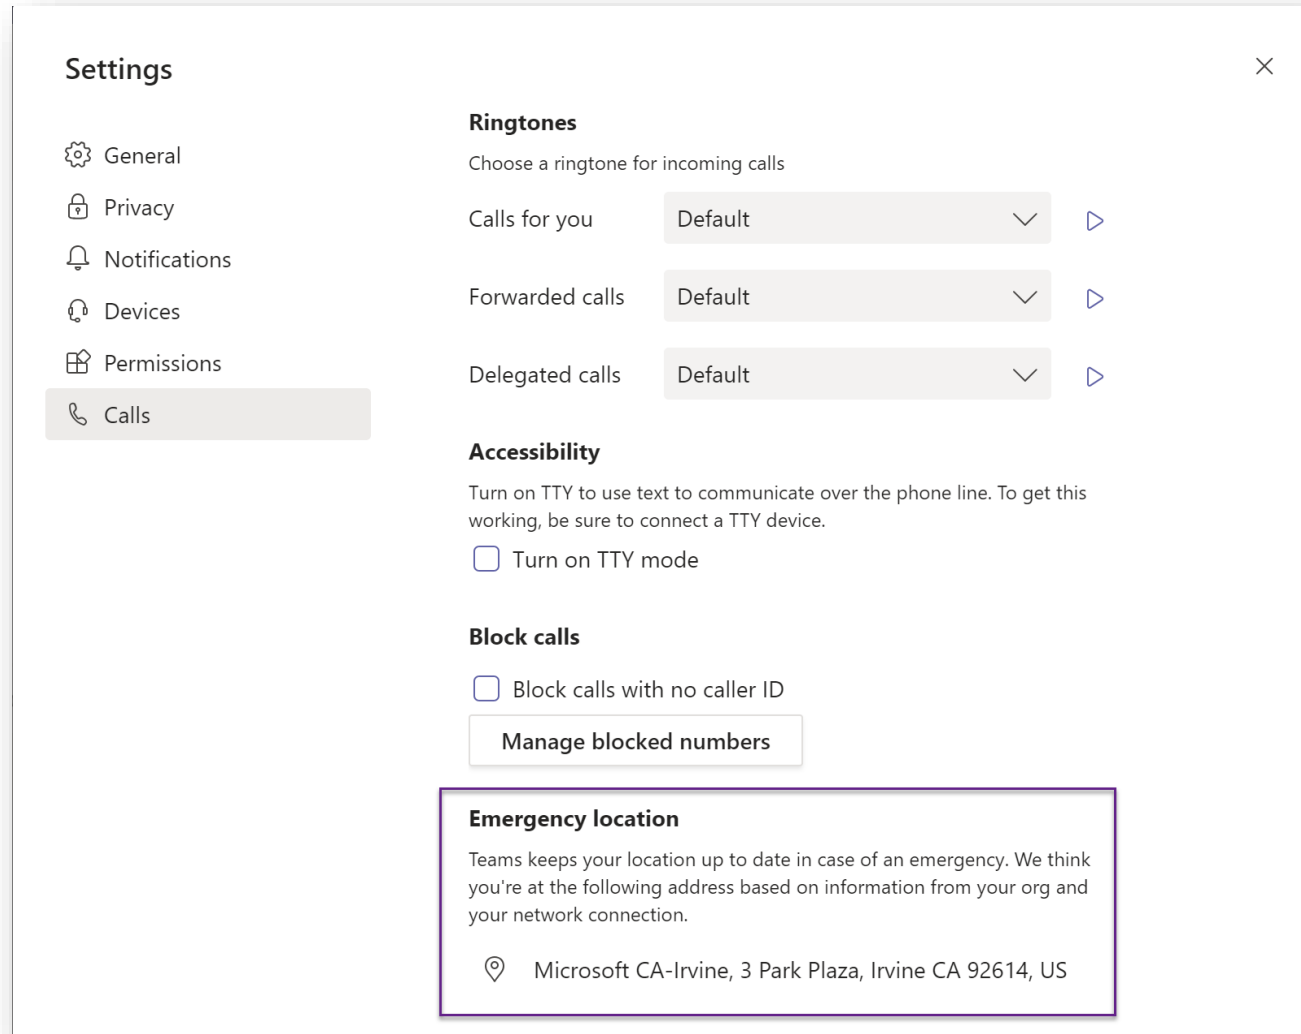 Settings
General
Privacy
Notifications
Devices
Permissions
Calls
Ringtones
Choose a ringtone for incoming calls
Calls for you
Default
Forwarded calls
Default
Delegated calls
Default
Accessibility
Turn on TTY to use text to communicate over the phone line. To get this
working, be sure to connect a TTY device.
Turn on TTY mode
Block calls
Block calls with no caller ID
Manage blocked numbers
Emergency location
Teams keeps your location up to date in case of an emergency. We think
you're at the following address based on information from your org and
your network connection.
Microsoft CA-Irvine, 3 Park Plaza, Irvine CA 92614, US